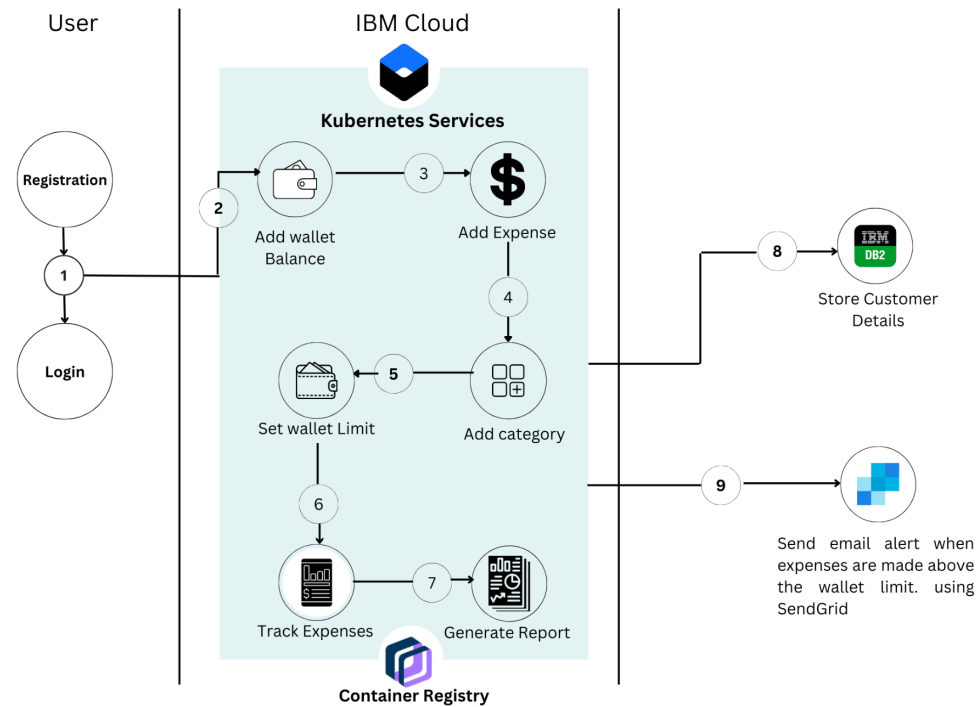 User
IBM Cloud
Kubernetes Services
Registration
1
Login
2
Add wallet
Balance
3
Add Expense
4
5
Set wallet Limit
Add category
6
Track Expenses
7
Generate Report
Container Registry
8
IBM
DB2
Store Customer
Details
9
Send email alert when
expenses are made above
the wallet limit. using
SendGrid